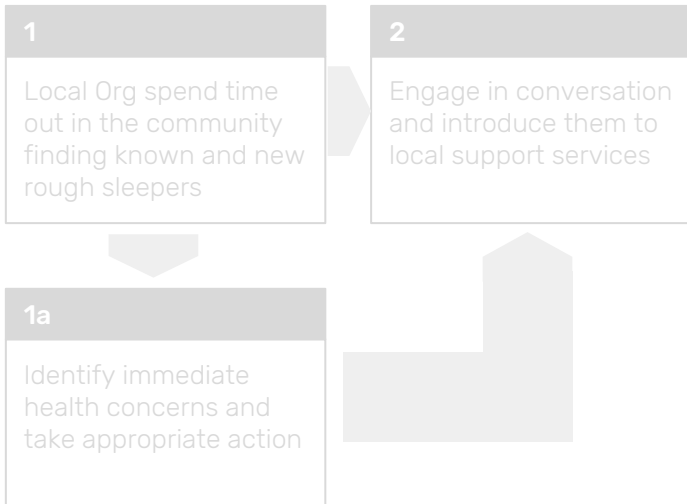 1
Local Org spend time
out in the community
finding known and new
rough sleepers
2
Engage in conversation
and introduce them to
local support services
1a
Identify immediate
health concerns and
take appropriate action